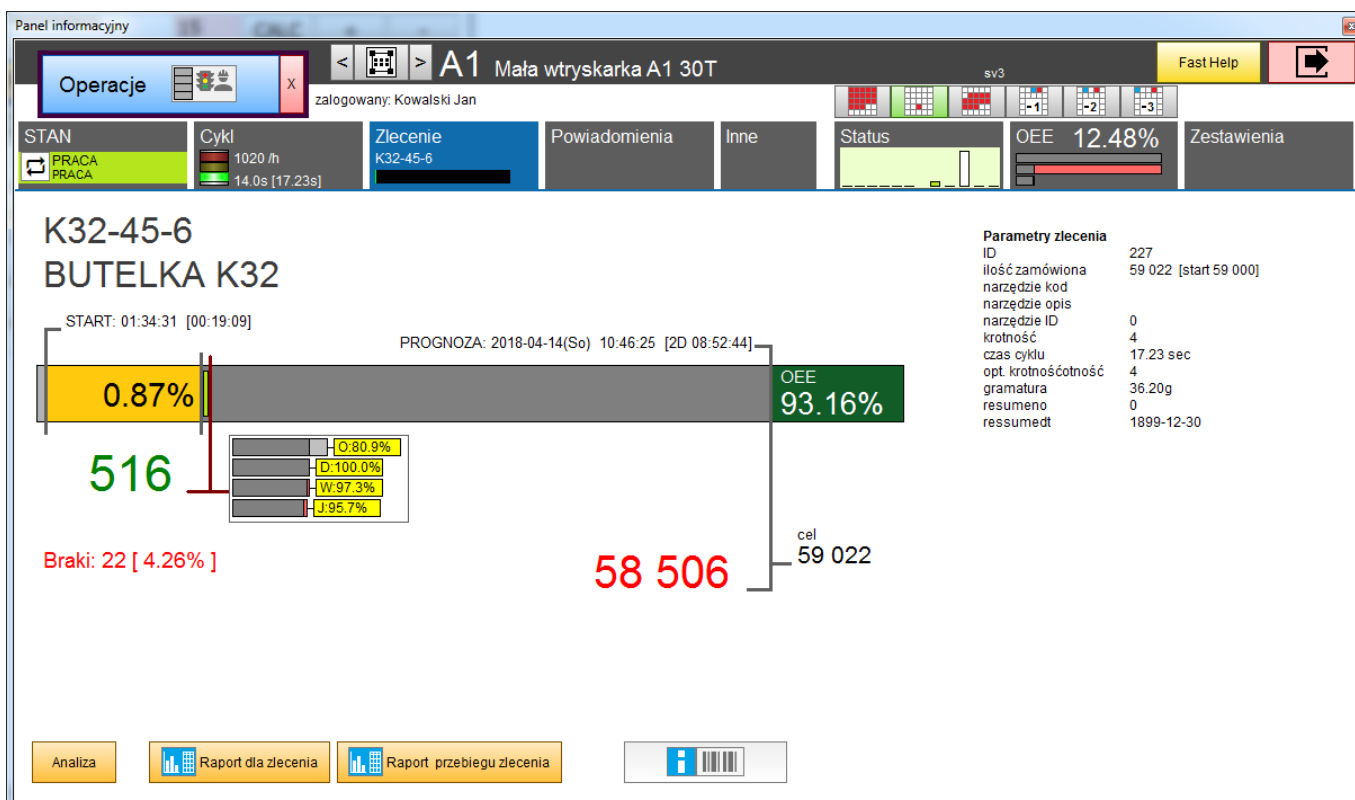 Panel informacyjny
Operacje
X
<
>
A1 Mała wtryskarka A1 30T
sv3
Fast Help
zalogowany: Kowalski Jan
-1
-2
-3
STAN
PRACA
PRACA
Cykl
1020 /h
14.0s [17.23s]
Zlecenie
K32-45-6
Powiadomienia
Inne
Status
OEE 12.48%
Zestawienia
K32-45-6
BUTELKA K32
START: 01:34:31 [00:19:09]
PROGNOZA: 2018-04-14(So) 10:46:25 [2D 08:52:44]
0.87%
OEE
93.16%
516
O:80.9%
D:100.0%
W:97.3%
J:95.7%
Braki: 22 [ 4.26% ]
58 506
cel
59 022
Parametry zlecenia
ID 227
ilość zamówiona 59 022 [start 59 000]
narzędzie kod
narzędzie opis
narzędzie ID 0
krotność 4
czas cyklu 17.23 sec
opt. krotnośćotność 4
gramatura 36.20g
resumeno 0
ressumedt 1899-12-30
Analiza
Raport dla zlecenia
Raport przebiegu zlecenia